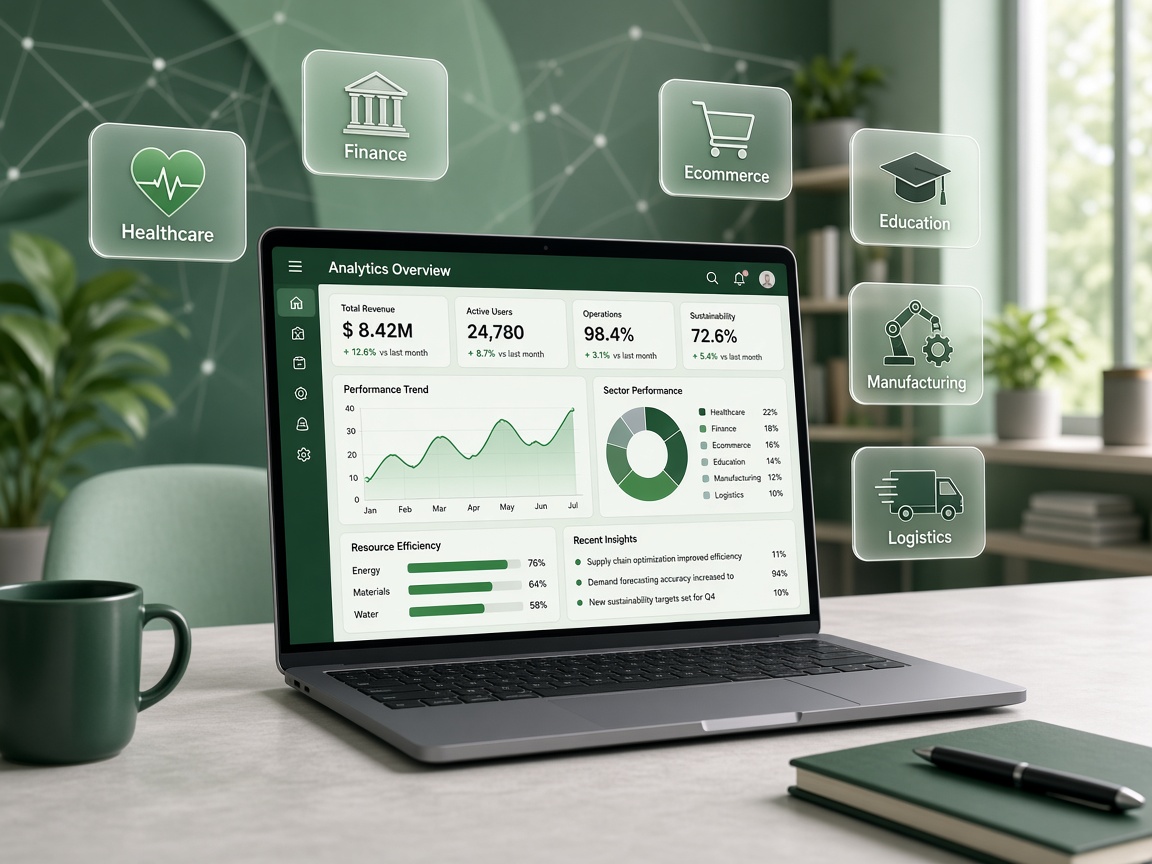 Finance
Ecommerce
Healthcare
Education
Manufacturing
Logistics
Analytics Overview
Total Revenue
$ 8.42M
+ 12.6% vs last month
Active Users
24,780
+ 8.7% vs last month
Operations
98.4%
+ 3.1% vs last month
Sustainability
72.6%
+ 5.4% vs last month
Performance Trend
40
30
20
10
0
Jan Feb Mar Apr May Jun Jul
Sector Performance
Healthcare 22%
Finance 18%
Ecommerce 16%
Education 14%
Manufacturing 12%
Logistics 10%
Resource Efficiency
Energy 76%
Materials 64%
Water 58%
Recent Insights
Supply chain optimization improved efficiency 11%
Demand forecasting accuracy increased to 94%
New sustainability targets set for Q4 10%